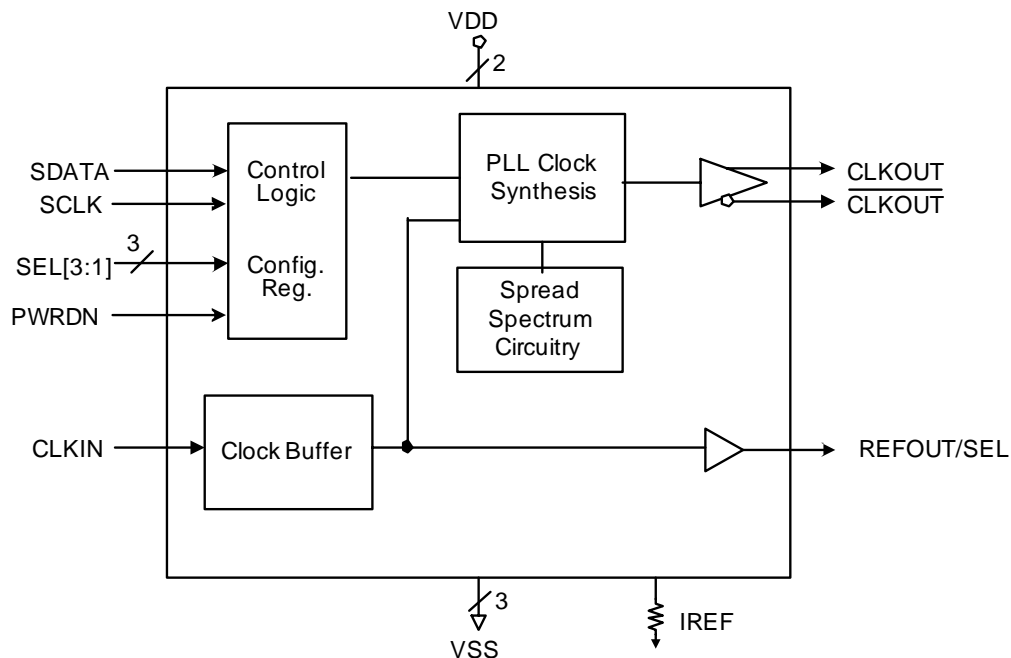 VDD
2
SDATA
SCLK
3
SEL[3:1]
PWRDN
Control
Logic
Config.
Reg.
PLL Clock
Synthesis
Spread
Spectrum
Circuitry
CLKOUT
CLKOUT
CLKIN
Clock Buffer
REFOUT/SEL
3
VSS
IREF